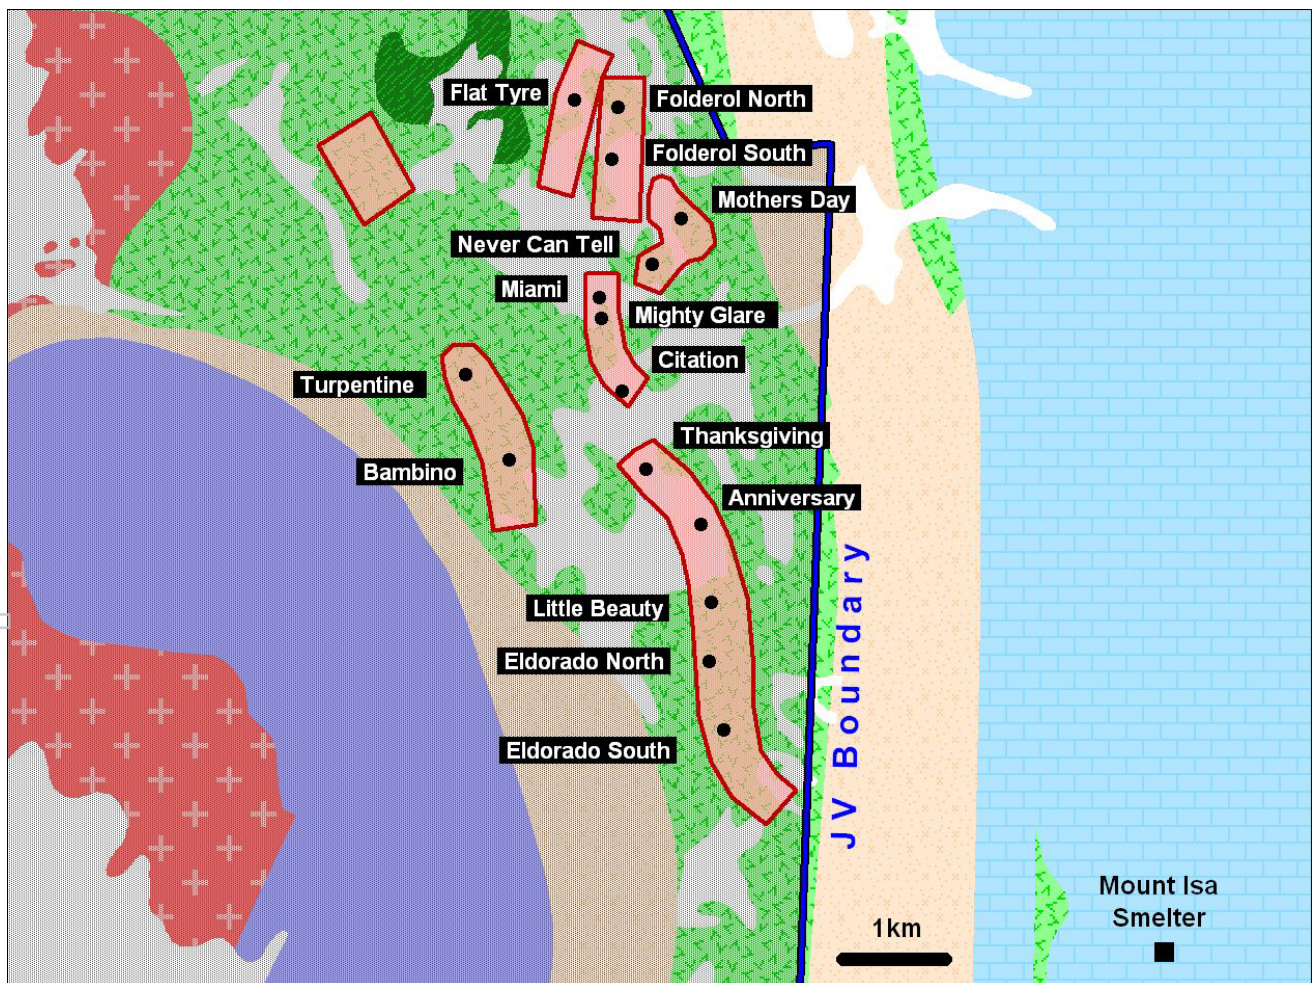 Flat Tyre
Folderol North
Folderol South
Mothers Day
Never Can Tell
Miami
Mighty Glare
Citation
Turpentine
Thanksgiving
Bambino
Anniversary
Little Beauty
Eldorado North
Eldorado South
JV Boundary
Mount Isa
Smelter
1km